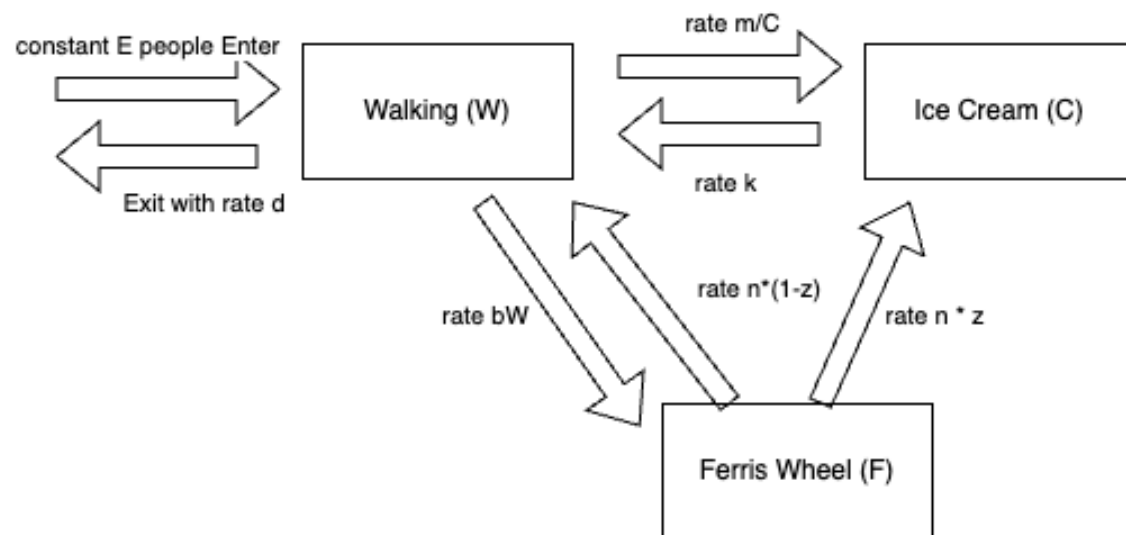 rate m/C
constant E people Enter
Walking (W)
Ice Cream (C)
rate k
Exit with rate d
rate n*(1-z)
rate bW
rate n * z
Ferris Wheel (F)